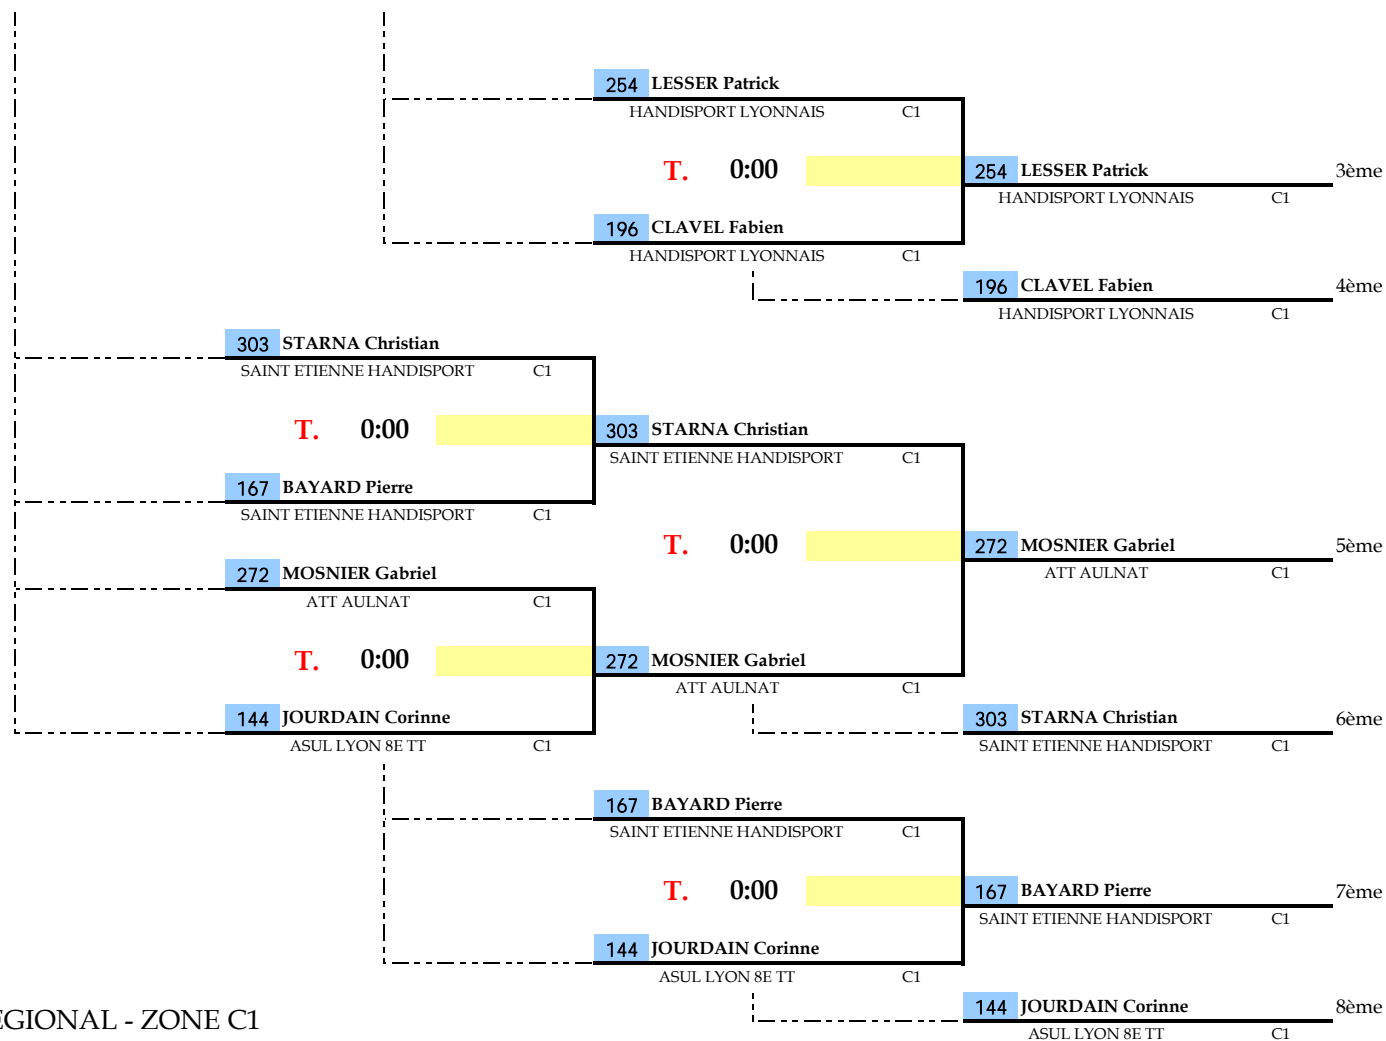 254 LESSER Patrick
HANDISPORT LYONNAIS C1
T. 0:00
254 LESSER Patrick 3ème
HANDISPORT LYONNAIS C1
196 CLAVEL Fabien
HANDISPORT LYONNAIS C1
196 CLAVEL Fabien 4ème
HANDISPORT LYONNAIS C1
303 STARNA Christian
SAINT ETIENNE HANDISPORT C1
T. 0:00
303 STARNA Christian
SAINT ETIENNE HANDISPORT C1
167 BAYARD Pierre
SAINT ETIENNE HANDISPORT C1
T. 0:00
272 MOSNIER Gabriel 5ème
ATT AULNAT C1
272 MOSNIER Gabriel
ATT AULNAT C1
T. 0:00
272 MOSNIER Gabriel
ATT AULNAT C1
144 JOURDAIN Corinne
ASUL LYON 8E TT C1
303 STARNA Christian 6ème
SAINT ETIENNE HANDISPORT C1
167 BAYARD Pierre
SAINT ETIENNE HANDISPORT C1
T. 0:00
167 BAYARD Pierre 7ème
SAINT ETIENNE HANDISPORT C1
144 JOURDAIN Corinne
ASUL LYON 8E TT C1
144 JOURDAIN Corinne 8ème
ASUL LYON 8E TT C1
EGIONAL - ZONE C1